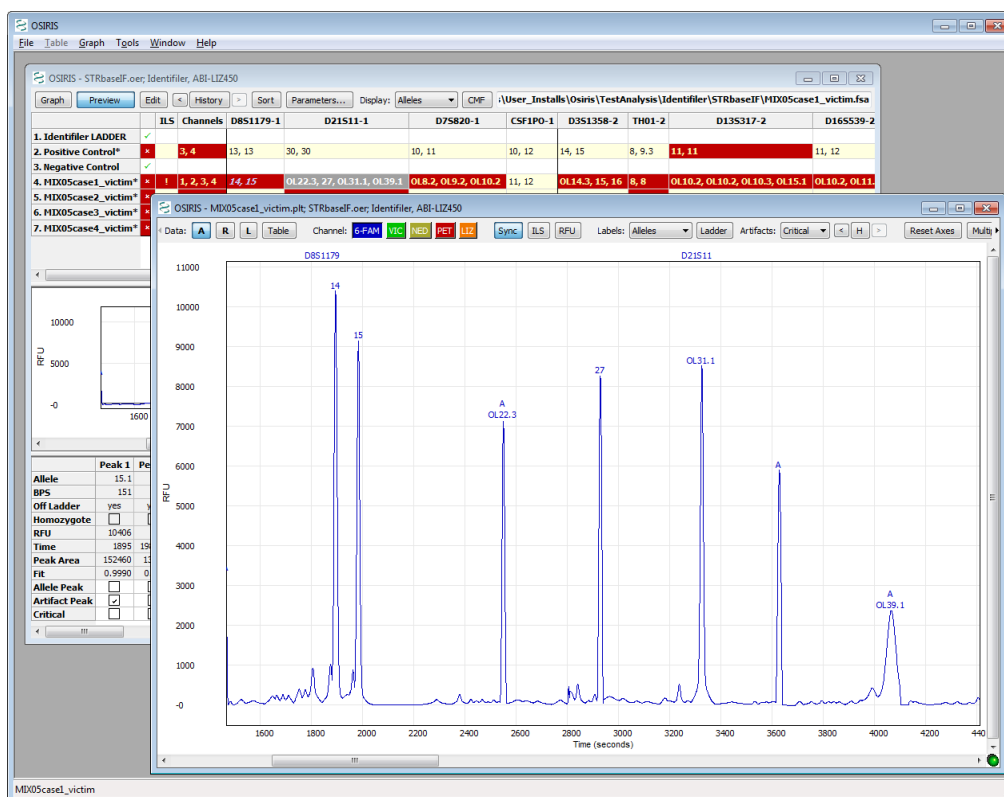 OSIRIS
File Table Graph Tools Window Help
OSIRIS - STRbaseIF.oer; Identifiler, ABI-LIZ450
Graph Preview Edit < History > Sort Parameters... Display: Alleles CMF :\User_Installs\Osiris\TestAnalysis\Identifiler\STRbaseIF\MIX05case1_victim.fsa
ILS Channels D8S1179-1 D21S11-1 D7S820-1 CSF1PO-1 D3S1358-2 TH01-2 D13S317-2 D16S539-2
1. Identifiler LADDER
2. Positive Control* 3, 4 13, 13 30, 30 10, 11 10, 12 14, 15 8, 9.3 11, 11 11, 12
3. Negative Control
4. MIX05case1_victim* ! 1, 2, 3, 4 14, 15 OL22.3, 27, OL31.1, OL39.1 OL8.2, OL9.2, OL10.2 11, 12 OL14.3, 15, 16 8, 8 OL10.2, OL10.2, OL10.3, OL15.1 OL10.2, OL11.
5. MIX05case2_victim*
6. MIX05case3_victim*
7. MIX05case4_victim*
OSIRIS - MIX05case1_victim.plt; STRbaseIF.oer; Identifiler, ABI-LIZ450
Data: A R L Table Channel: 6-FAM VIC NED PET LIZ Sync ILS RFU Labels: Alleles Ladder Artifacts: Critical < H > Reset Axes Multip
D8S1179 D21S11
11000
10000
9000
8000
7000
6000
5000
4000
3000
2000
1000
-0
RFU
14
15
A
OL22.3
27
OL31.1
A
A
OL39.1
1600 1800 2000 2200 2400 2600 2800 3000 3200 3400 3600 3800 4000 4200 440
Time (seconds)
10000
5000
-0
RFU
1600
Peak 1 Pe
Allele 15.1
BPS 151
Off Ladder yes y
Homozygote
RFU 10406
Time 1895 198
Peak Area 152460 13
Fit 0.9990 0.
Allele Peak
Artifact Peak
Critical
MIX05case1_victim